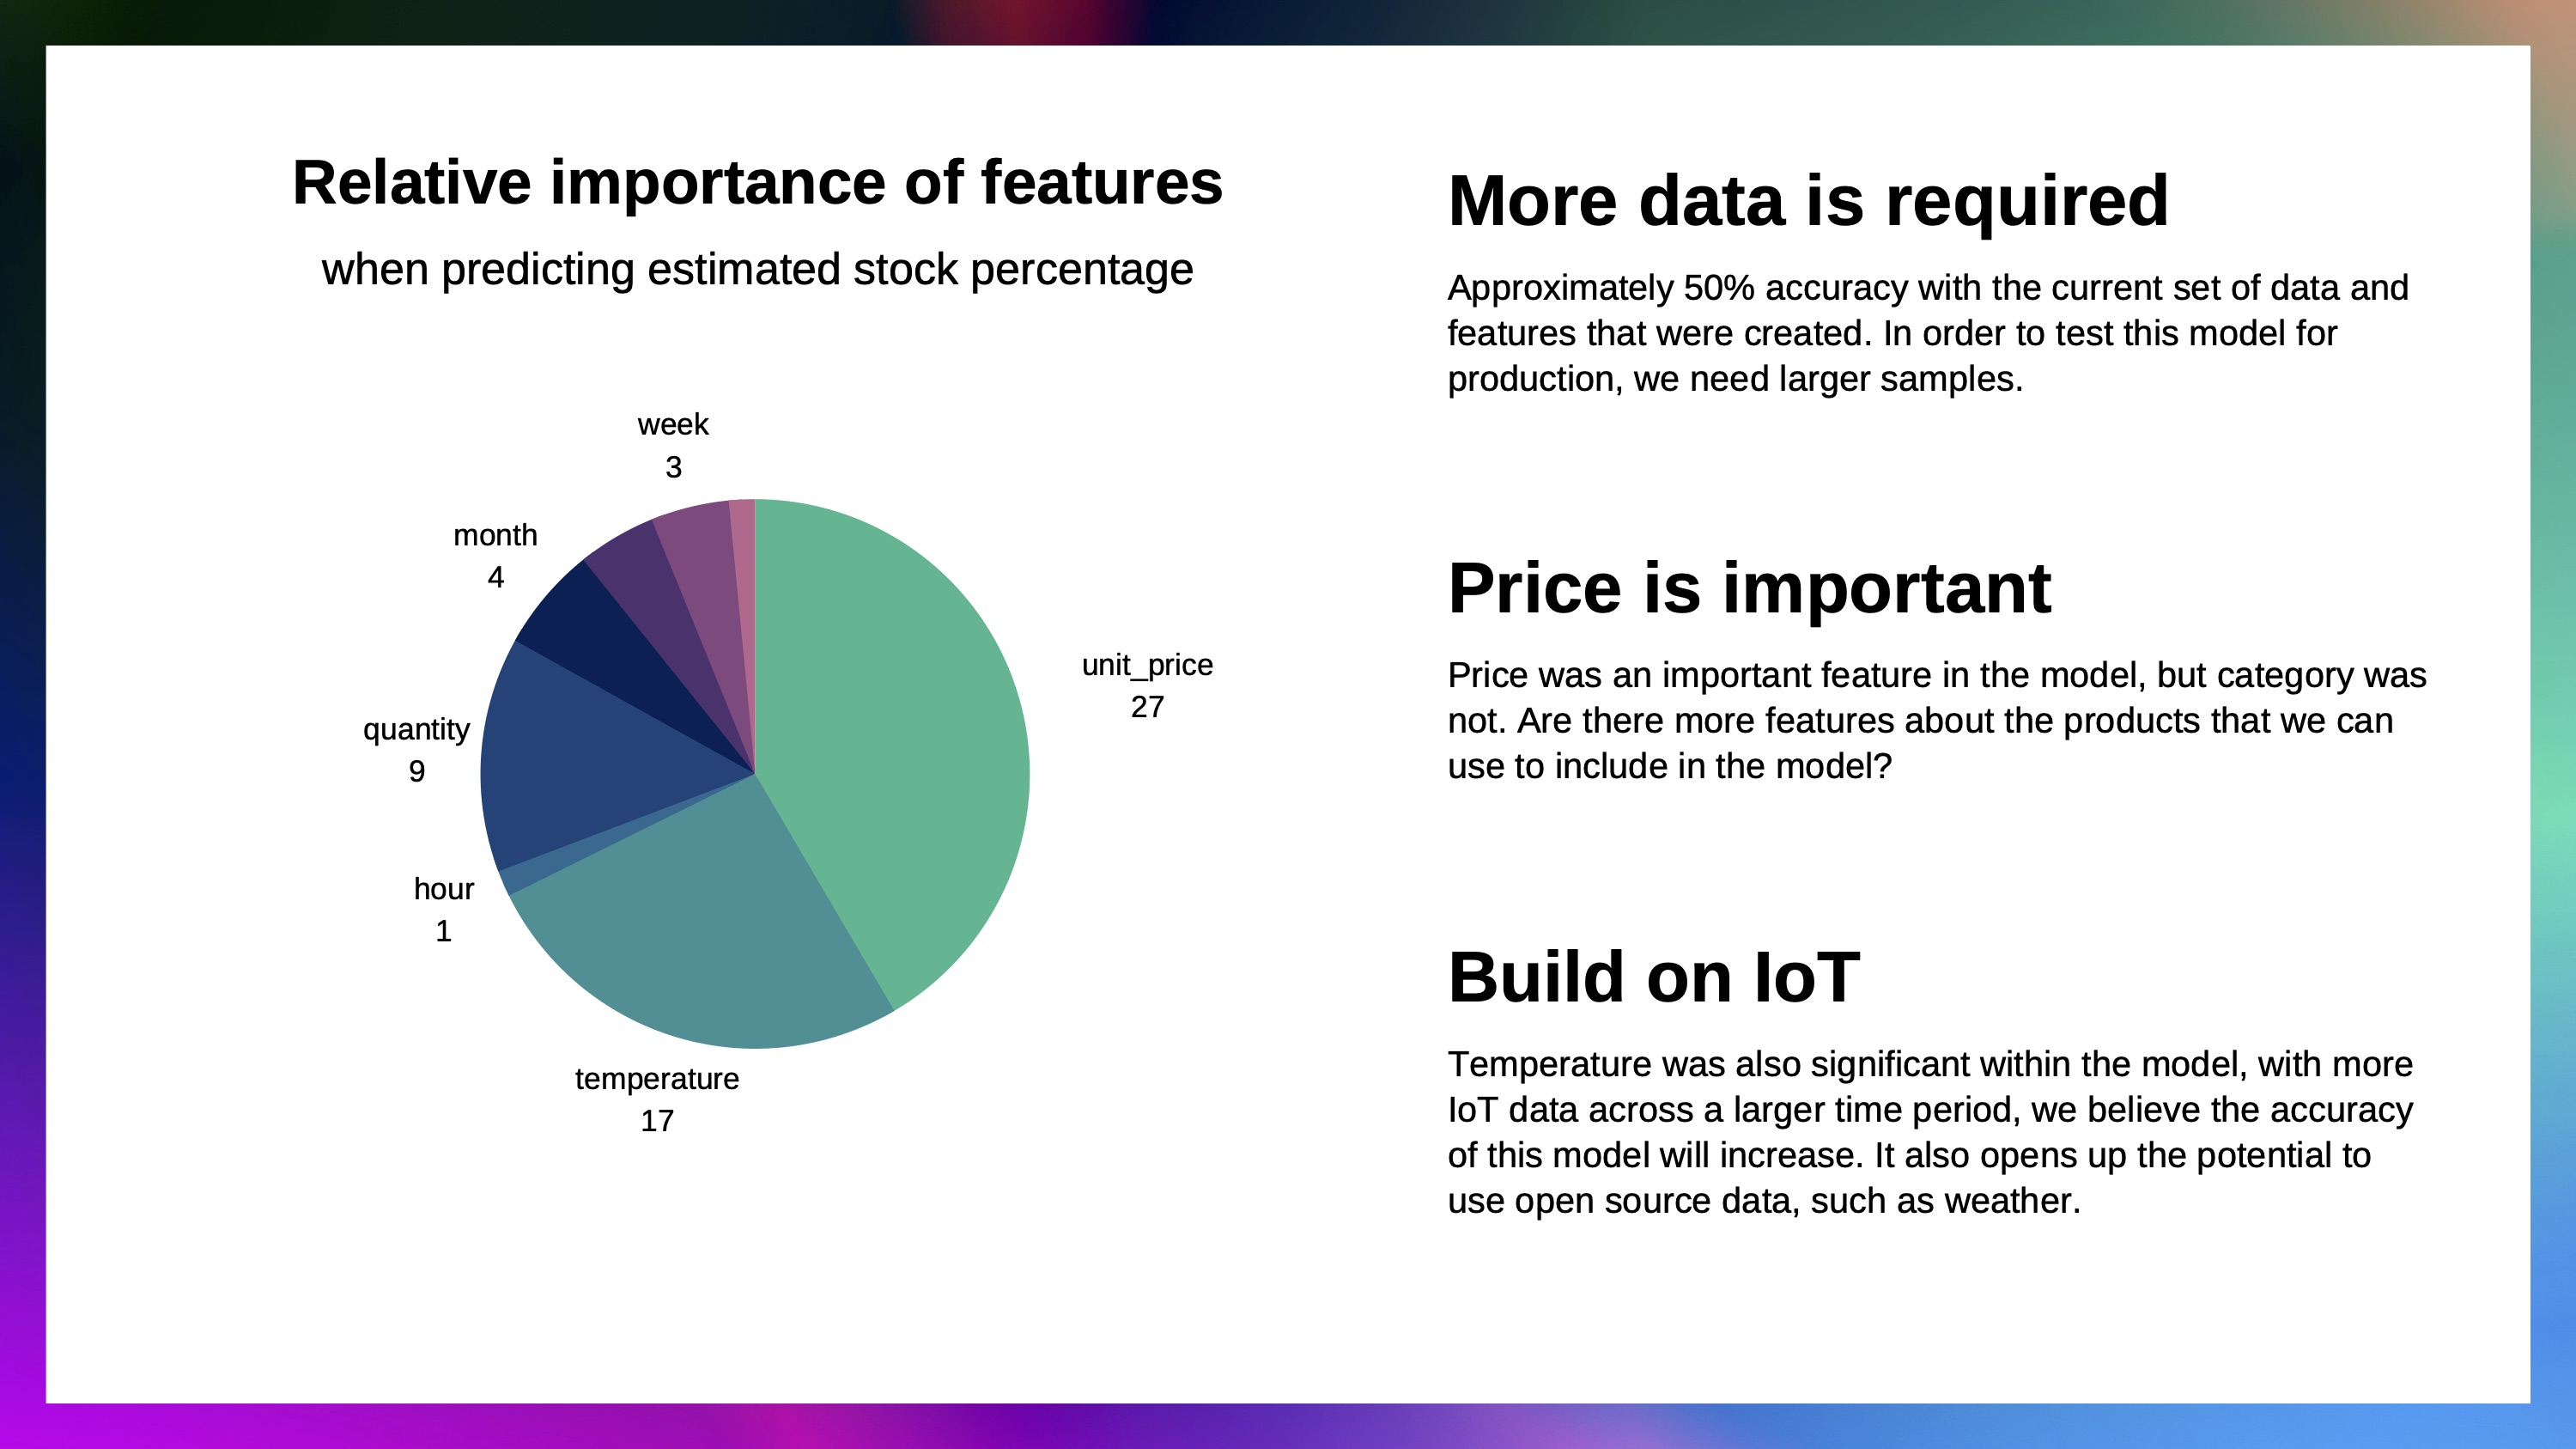 Relative importance of features
when predicting estimated stock percentage
week
3
month
4
quantity
9
hour
1
temperature
17
unit_price
27
More data is required
Approximately 50% accuracy with the current set of data and
features that were created. In order to test this model for
production, we need larger samples.
Price is important
Price was an important feature in the model, but category was
not. Are there more features about the products that we can
use to include in the model?
Build on IoT
Temperature was also significant within the model, with more
IoT data across a larger time period, we believe the accuracy
of this model will increase. It also opens up the potential to
use open source data, such as weather.